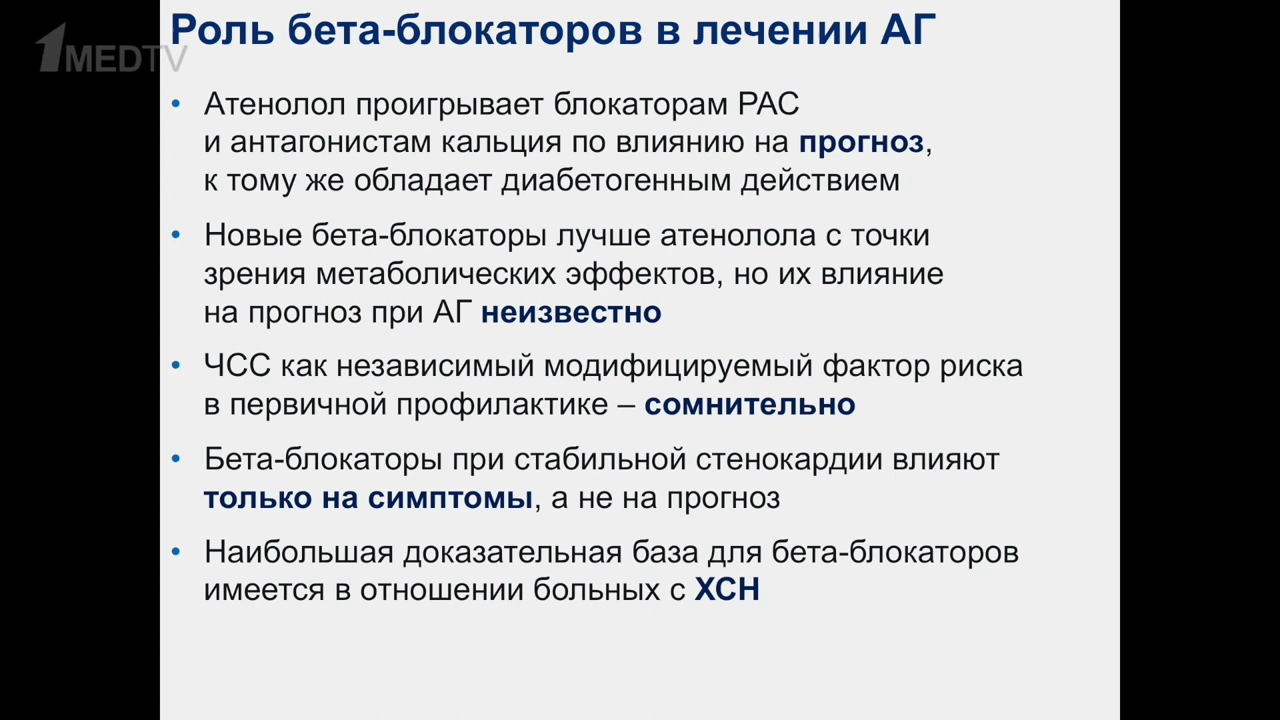 1MEDTV
Роль бета-блокаторов в лечении АГ
• Атенолол проигрывает блокаторам РАС
и антагонистам кальция по влиянию на прогноз,
к тому же обладает диабетогенным действием
• Новые бета-блокаторы лучше атенолола с точки
зрения метаболических эффектов, но их влияние
на прогноз при АГ неизвестно
• ЧСС как независимый модифицируемый фактор риска
в первичной профилактике – сомнительно
• Бета-блокаторы при стабильной стенокардии влияют
только на симптомы, а не на прогноз
• Наибольшая доказательная база для бета-блокаторов
имеется в отношении больных с ХСН